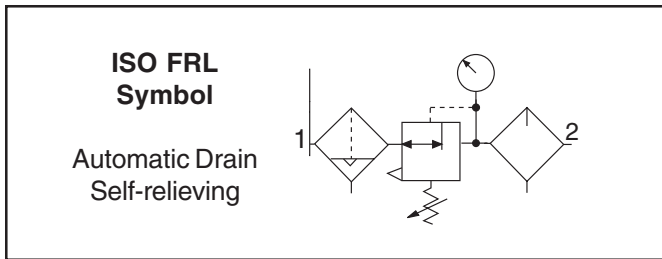 ISO FRL
Symbol
Automatic Drain
Self-relieving
1
2